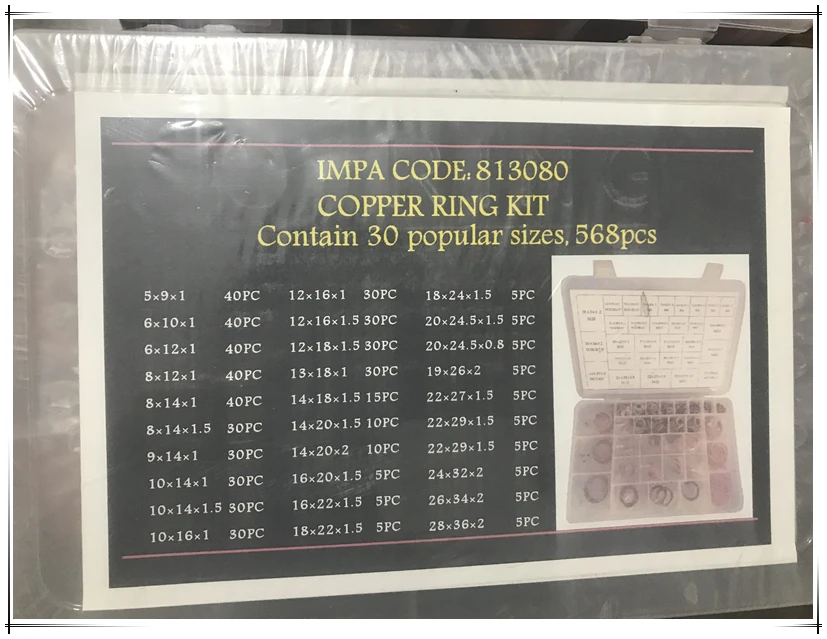 IMPA CODE: 813080
COPPER RING KIT
Contain 30 popular sizes, 568pcs
5×9×1 40PC 12×16×1 30PC 18×24×1.5 5PC
6×10×1 40PC 12×16×1.5 30PC 20×24.5×1.5 5PC
6×12×1 40PC 12×18×1.5 30PC 20×24.5×0.8 5PC
8×12×1 40PC 13×18×1 30PC 19×26×2 5PC
8×14×1 40PC 14×18×1.5 15PC 22×27×1.5 5PC
8×14×1.5 30PC 14×20×1.5 10PC 22×29×1.5 5PC
9×14×1 30PC 14×20×2 10PC 22×29×1.5 5PC
10×14×1 30PC 16×20×1.5 5PC 24×32×2 5PC
10×14×1.5 30PC 16×22×1.5 5PC 26×34×2 5PC
10×16×1 30PC 18×22×1.5 5PC 28×36×2 5PC